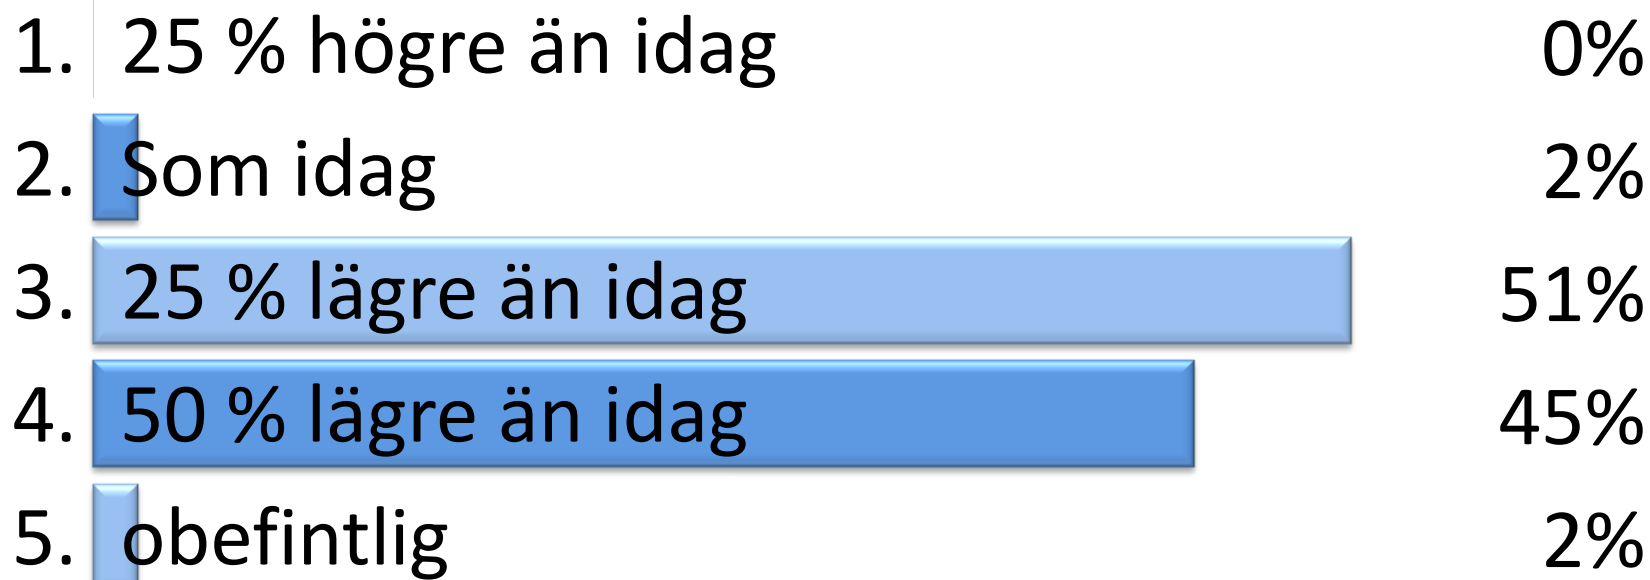 1. 25 % högre än idag 0%
2. Som idag 2%
3. 25 % lägre än idag 51%
4. 50 % lägre än idag 45%
5. obefintlig 2%